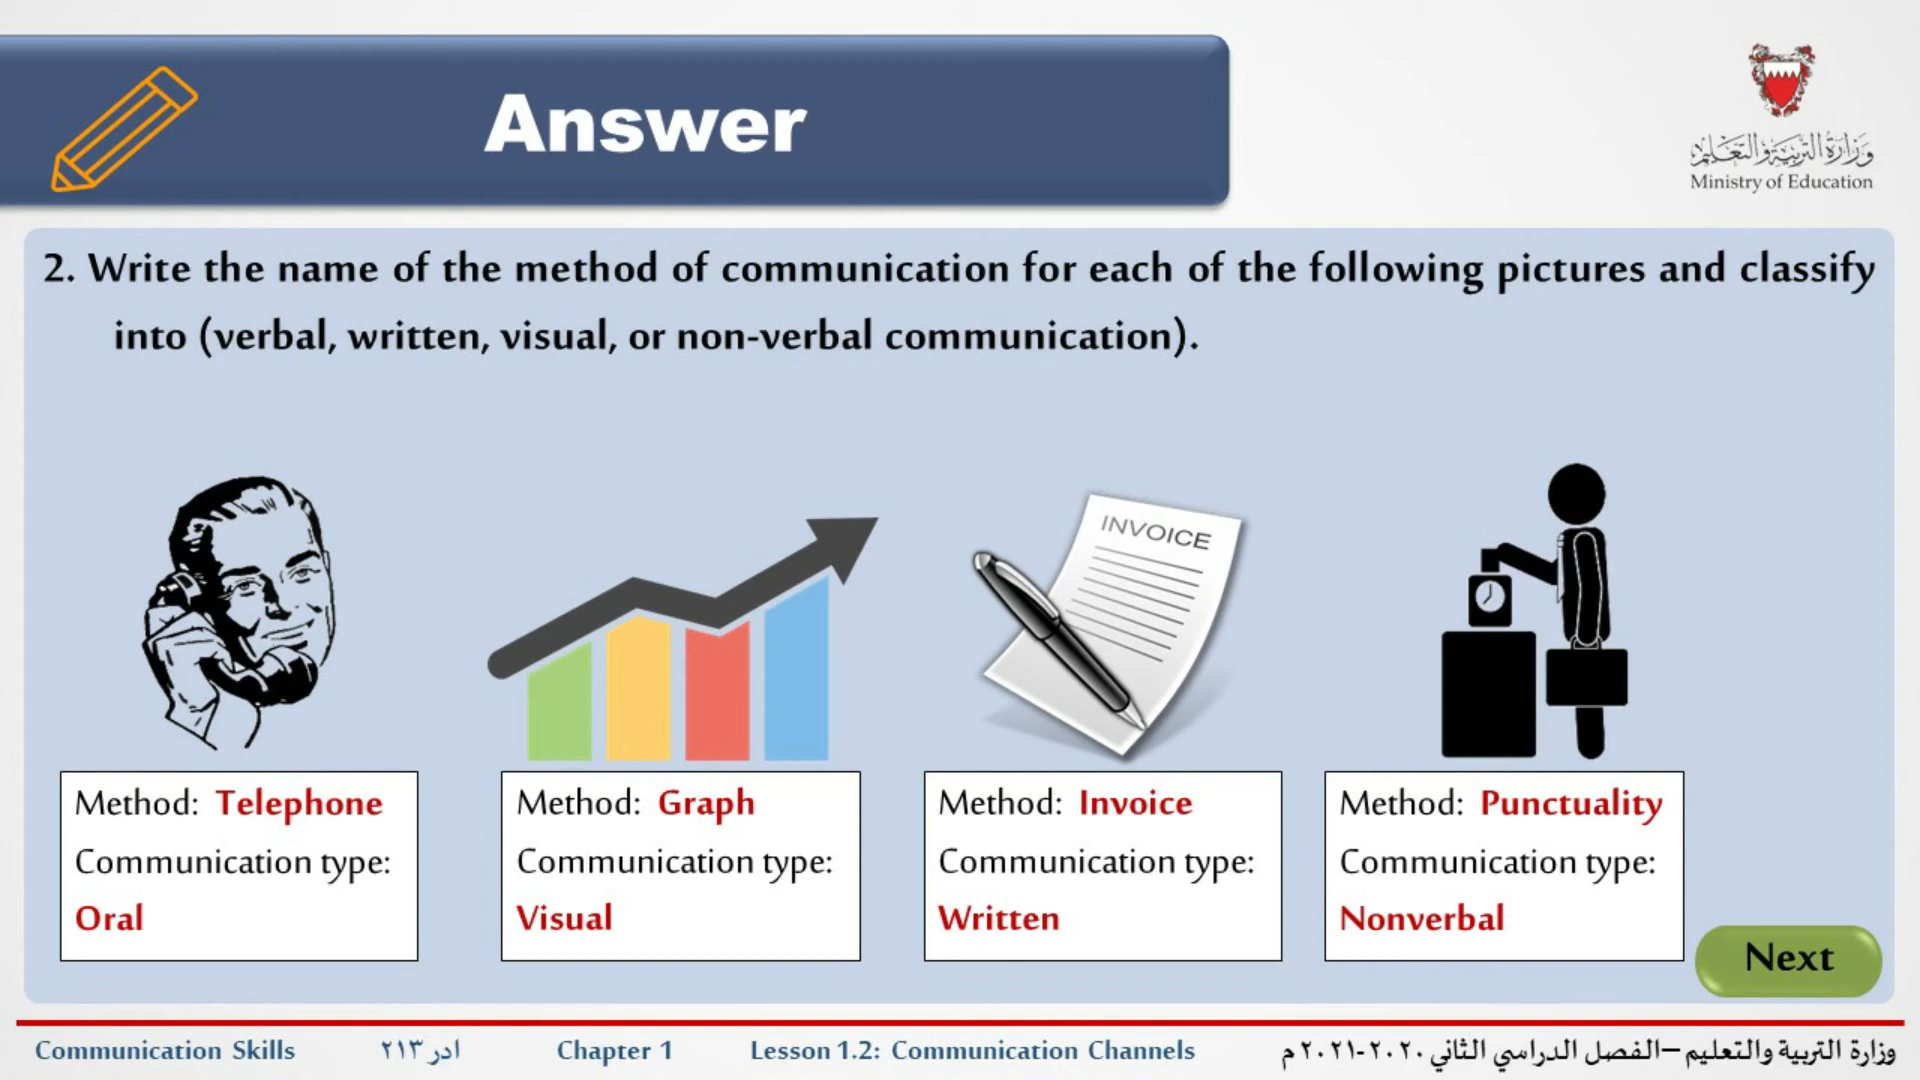 Answer
وزارة التربية والتعليم
Ministry of Education
2. Write the name of the method of communication for each of the following pictures and classify
into (verbal, written, visual, or non-verbal communication).
INVOICE
Method: Telephone
Communication type:
Oral
Method: Graph
Communication type:
Visual
Method: Invoice
Communication type:
Written
Method: Punctuality
Communication type:
Nonverbal
Next
Communication Skills ادر ٢١٣ Chapter 1 Lesson 1.2: Communication Channels وزارة التربية والتعليم –الفصل الدراسي الثاني ٢٠٢٠-٢٠٢١ م